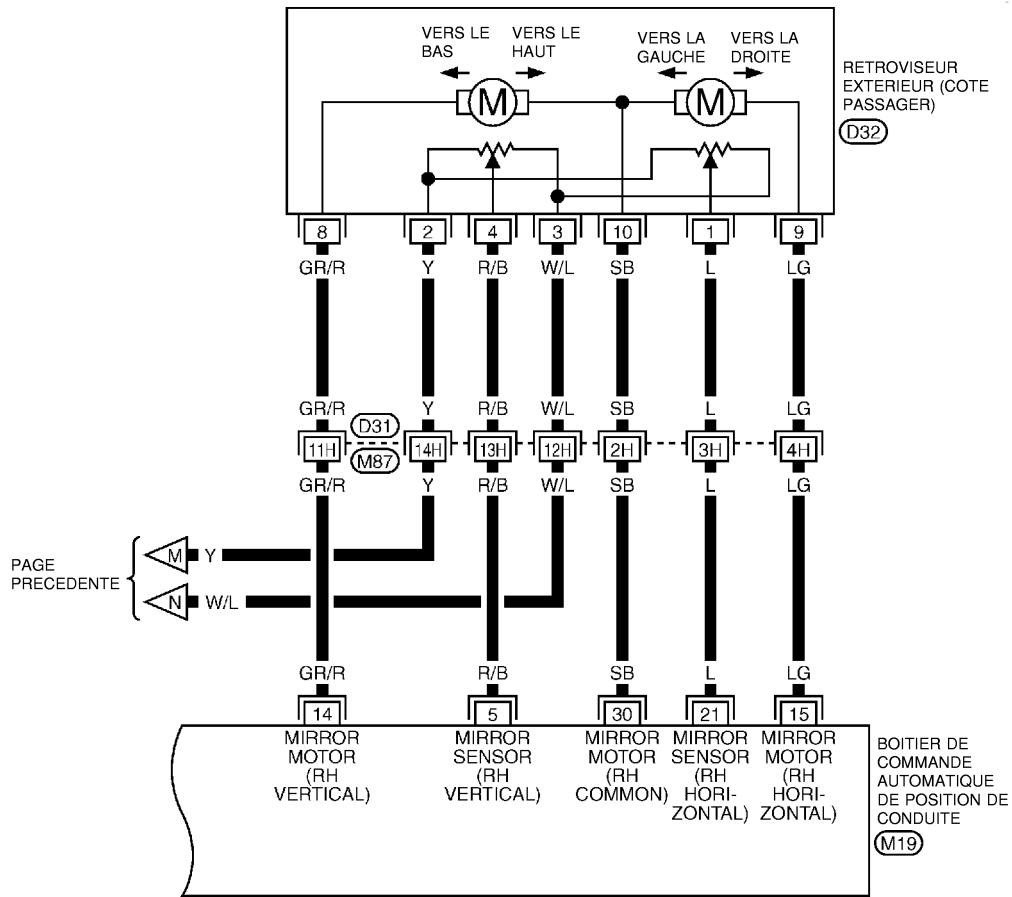 VERS LE
BAS
VERS LE
HAUT
VERS LA
GAUCHE
VERS LA
DROITE
M
M
RETROVISEUR
EXTERIEUR (COTE
PASSAGER)
D32
8 2 4 3 10 1 9
GR/R Y R/B W/L SB L LG
GR/R Y R/B W/L SB L LG
D31
11H 14H 13H 12H 2H 3H 4H
M87
GR/R Y R/B W/L SB L LG
PAGE
PRECEDENTE
M Y
N W/L
GR/R R/B SB L LG
14 5 30 21 15
MIRROR
MOTOR
(RH
VERTICAL)
MIRROR
SENSOR
(RH
VERTICAL)
MIRROR
MOTOR
(RH
COMMON)
MIRROR
SENSOR
(RH
HORI-
ZONTAL)
MIRROR
MOTOR
(RH
HORI-
ZONTAL)
BOITIER DE
COMMANDE
AUTOMATIQUE
DE POSITION DE
CONDUITE
M19